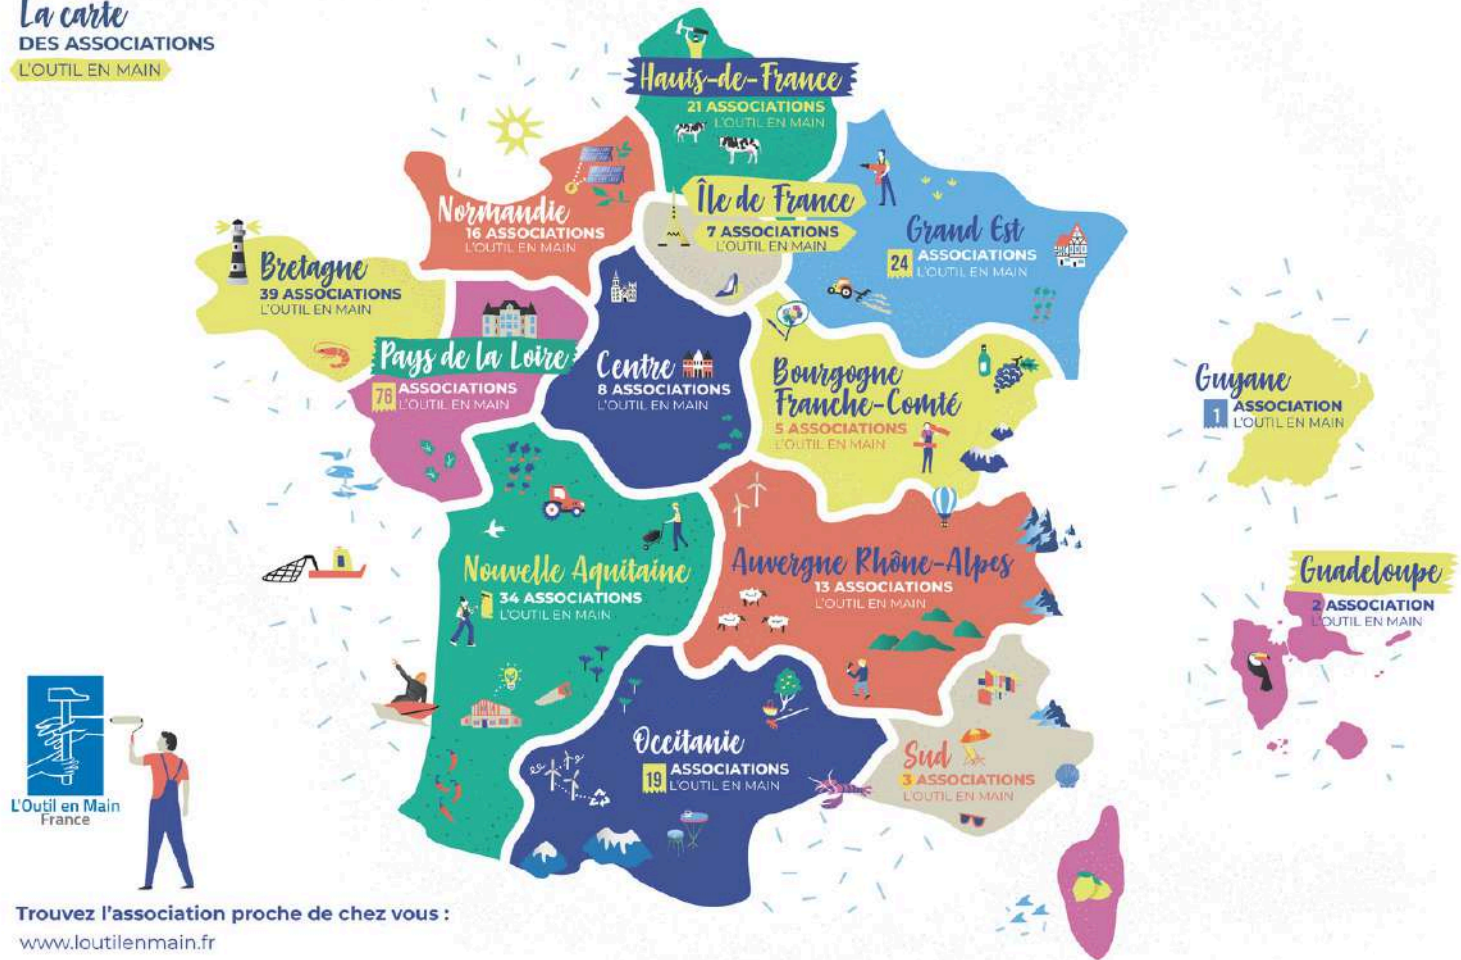 La carte
DES ASSOCIATIONS
L'OUTIL EN MAIN
Hauts-de-France
21 ASSOCIATIONS
L'OUTIL EN MAIN
Île de France
7 ASSOCIATIONS
L'OUTIL EN MAIN
Normandie
16 ASSOCIATIONS
L'OUTIL EN MAIN
Grand Est
24 ASSOCIATIONS
L'OUTIL EN MAIN
Bretagne
39 ASSOCIATIONS
L'OUTIL EN MAIN
Pays de la Loire
76 ASSOCIATIONS
L'OUTIL EN MAIN
Centre
8 ASSOCIATIONS
L'OUTIL EN MAIN
Bourgogne
Franche-Comté
5 ASSOCIATIONS
L'OUTIL EN MAIN
Guyane
1 ASSOCIATION
L'OUTIL EN MAIN
Nouvelle Aquitaine
34 ASSOCIATIONS
L'OUTIL EN MAIN
Auvergne Rhône-Alpes
13 ASSOCIATIONS
L'OUTIL EN MAIN
Guadeloupe
2 ASSOCIATION
L'OUTIL EN MAIN
Occitanie
19 ASSOCIATIONS
L'OUTIL EN MAIN
Sud
3 ASSOCIATIONS
L'OUTIL EN MAIN
L'Outil en Main
France
Trouvez l'association proche de chez vous :
www.loutilenmain.fr